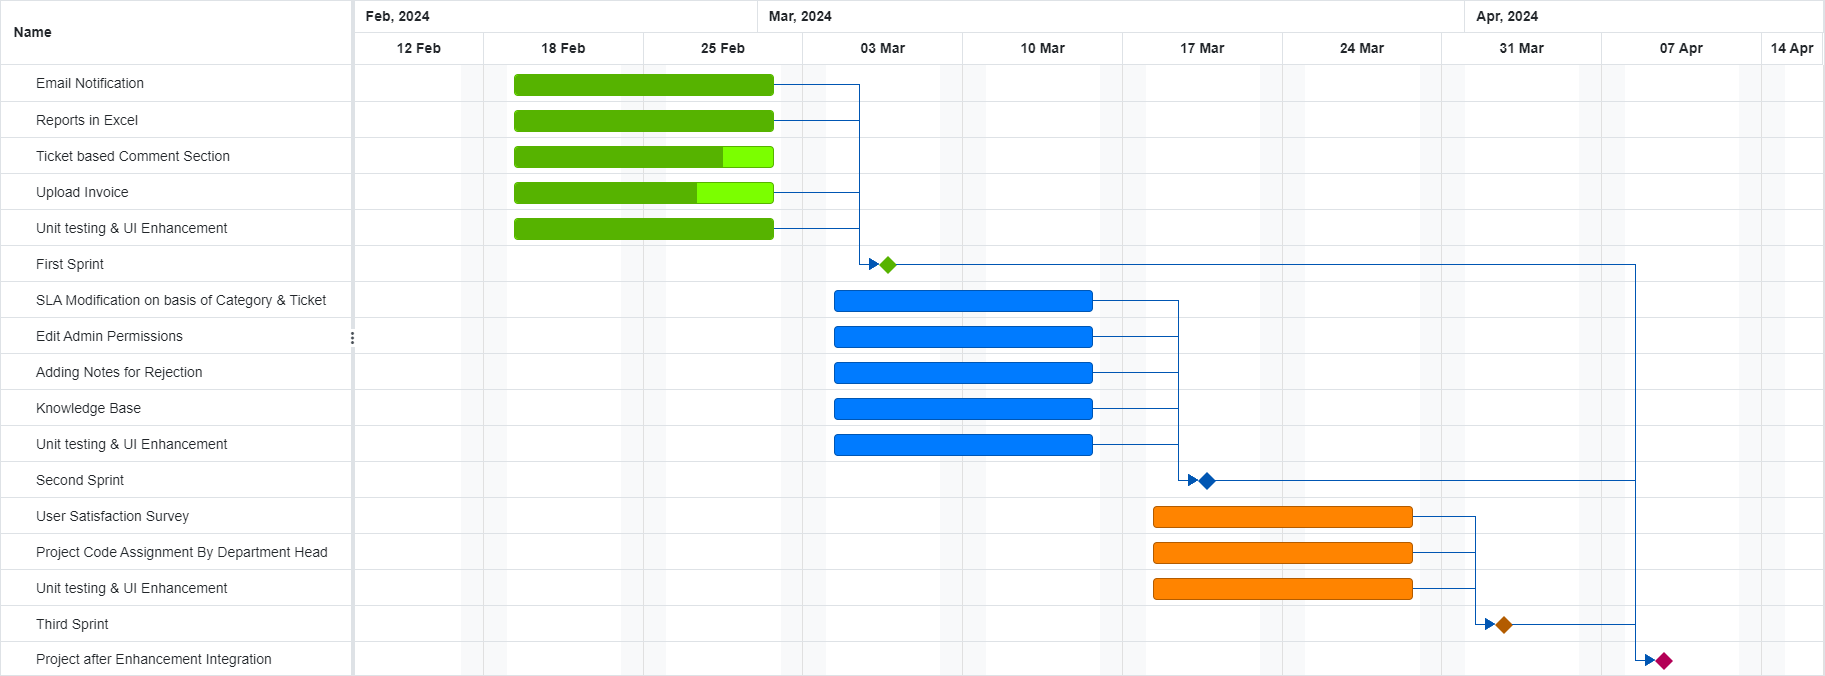 Name
Feb, 2024
Mar, 2024
Apr, 2024
12 Feb
18 Feb
25 Feb
03 Mar
10 Mar
17 Mar
24 Mar
31 Mar
07 Apr
14 Apr
Email Notification
Reports in Excel
Ticket based Comment Section
Upload Invoice
Unit testing & UI Enhancement
First Sprint
SLA Modification on basis of Category & Ticket
Edit Admin Permissions
Adding Notes for Rejection
Knowledge Base
Unit testing & UI Enhancement
Second Sprint
User Satisfaction Survey
Project Code Assignment By Department Head
Unit testing & UI Enhancement
Third Sprint
Project after Enhancement Integration